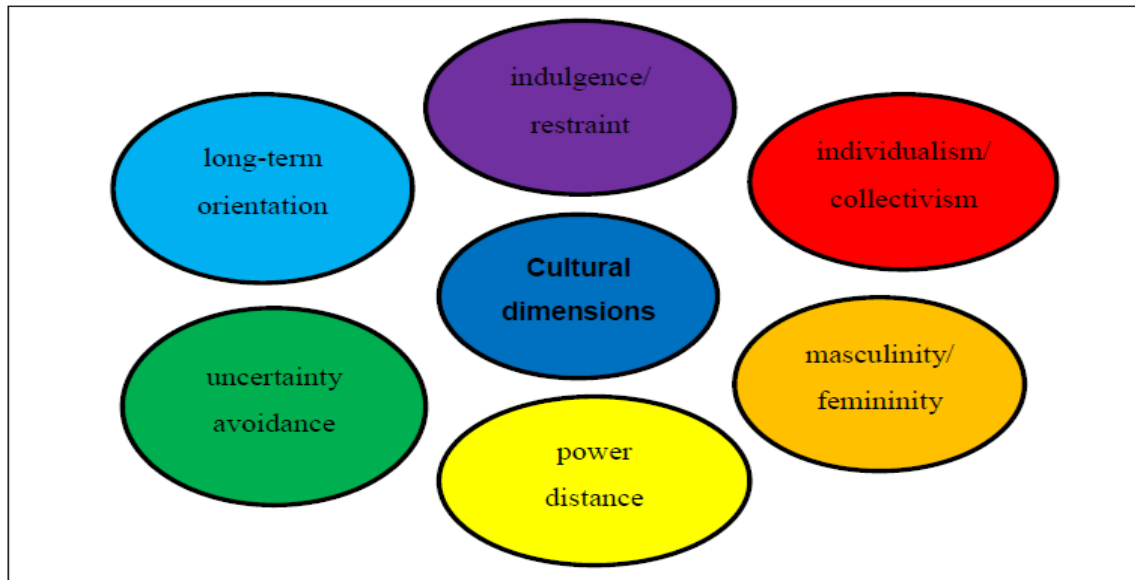 indulgence/
restraint
long-term
orientation
individualism/
collectivism
Cultural
dimensions
uncertainty
avoidance
masculinity/
femininity
power
distance